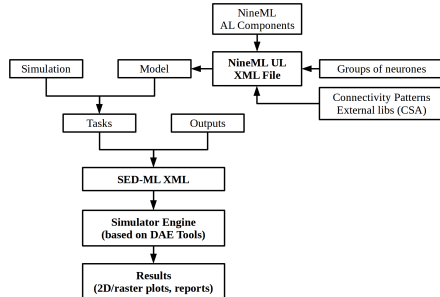 NineML
AL Components
Simulation
Model
NineML UL
XML File
Groups of neurones
Connectivity Patterns
External libs (CSA)
Tasks
Outputs
SED-ML XML
Simulator Engine
(based on DAE Tools)
Results
(2D/raster plots, reports)